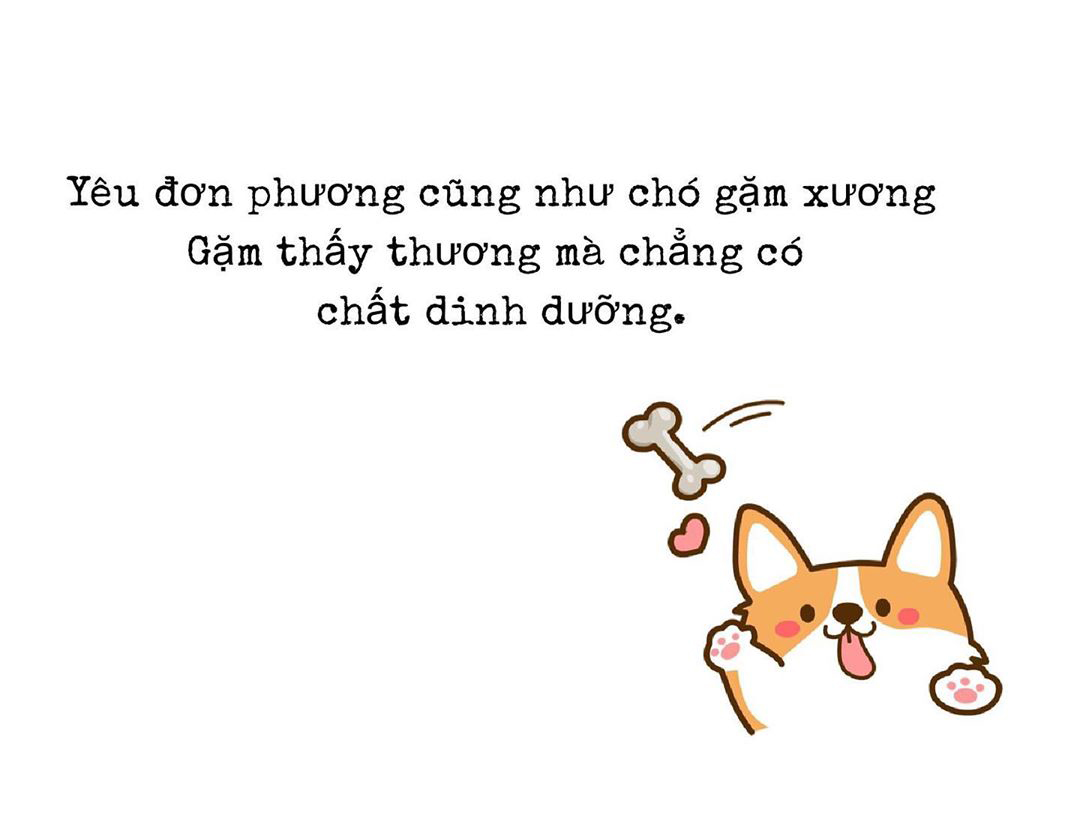 Yêu đơn phương cũng như chó gặm xương
Gặm thấy thương mà chẳng có
chất dinh dưỡng.